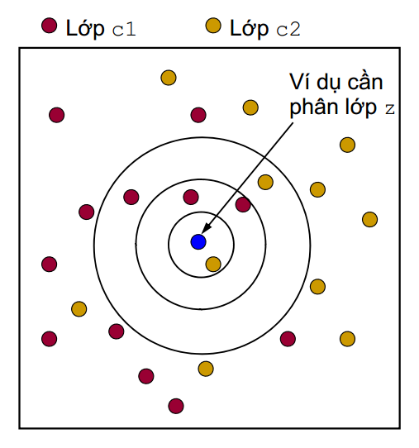 Lớp c1 Lớp c2
Ví dụ cần
phân lớp z